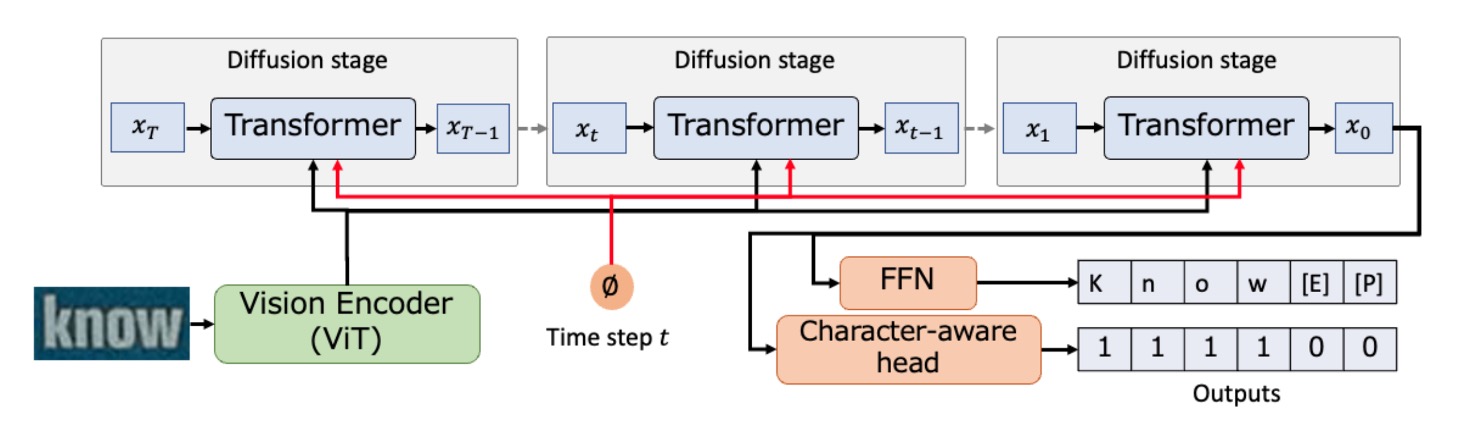 Diffusion stage
Diffusion stage
Diffusion stage
x_T Transformer x_{T−1} x_t Transformer x_{t−1} x_1 Transformer x_0
know
Vision Encoder
(ViT)
∅
Time step t
FFN
K n o w [E] [P]
Character-aware
head
1 1 1 1 0 0
Outputs